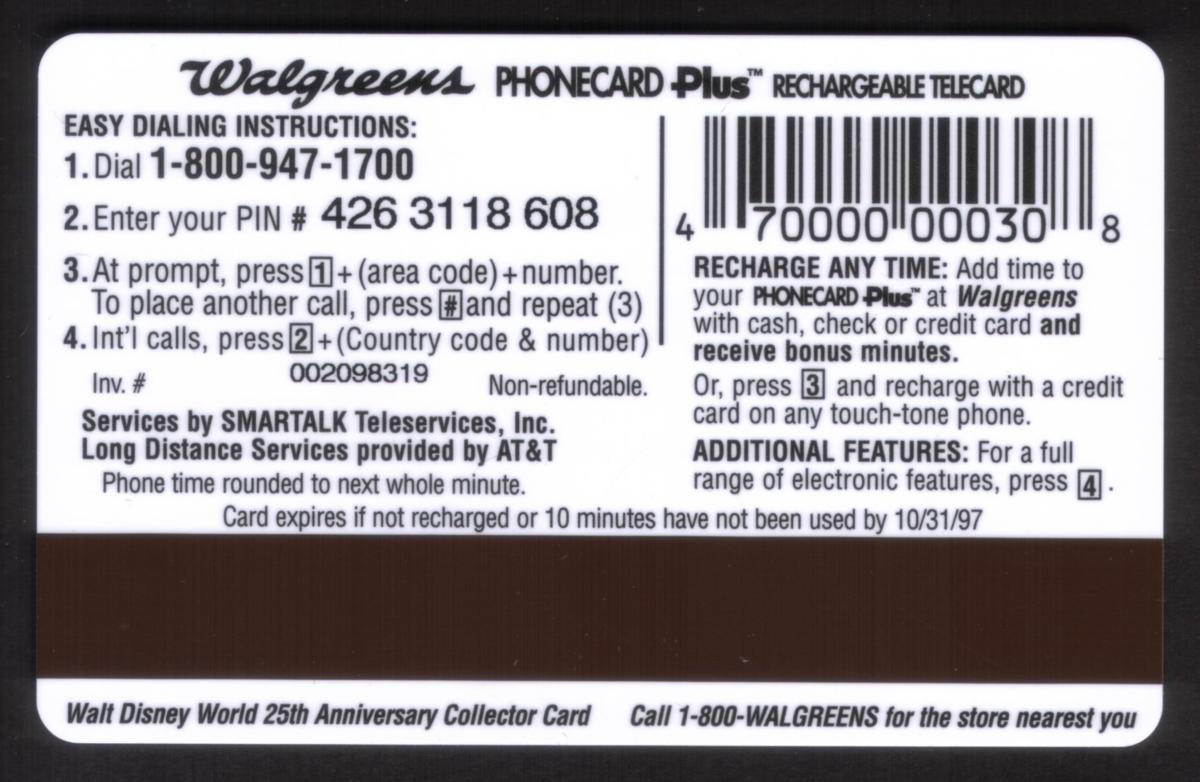 Walgreens PHONECARD Plus™ RECHARGEABLE TELECARD
EASY DIALING INSTRUCTIONS:
1. Dial 1-800-947-1700
2. Enter your PIN # 426 3118 608
3. At prompt, press 1 + (area code) + number.
To place another call, press # and repeat (3)
4. Int'l calls, press 2 + (Country code & number)
002098319
Inv. # Non-refundable.
Services by SMARTALK Teleservices, Inc.
Long Distance Services provided by AT&T
Phone time rounded to next whole minute.
4 70000 00030 8
RECHARGE ANY TIME: Add time to
your PHONECARD Plus™ at Walgreens
with cash, check or credit card and
receive bonus minutes.
Or, press 3 and recharge with a credit
card on any touch-tone phone.
ADDITIONAL FEATURES: For a full
range of electronic features, press 4 .
Card expires if not recharged or 10 minutes have not been used by 10/31/97
Walt Disney World 25th Anniversary Collector Card Call 1-800-WALGREENS for the store nearest you